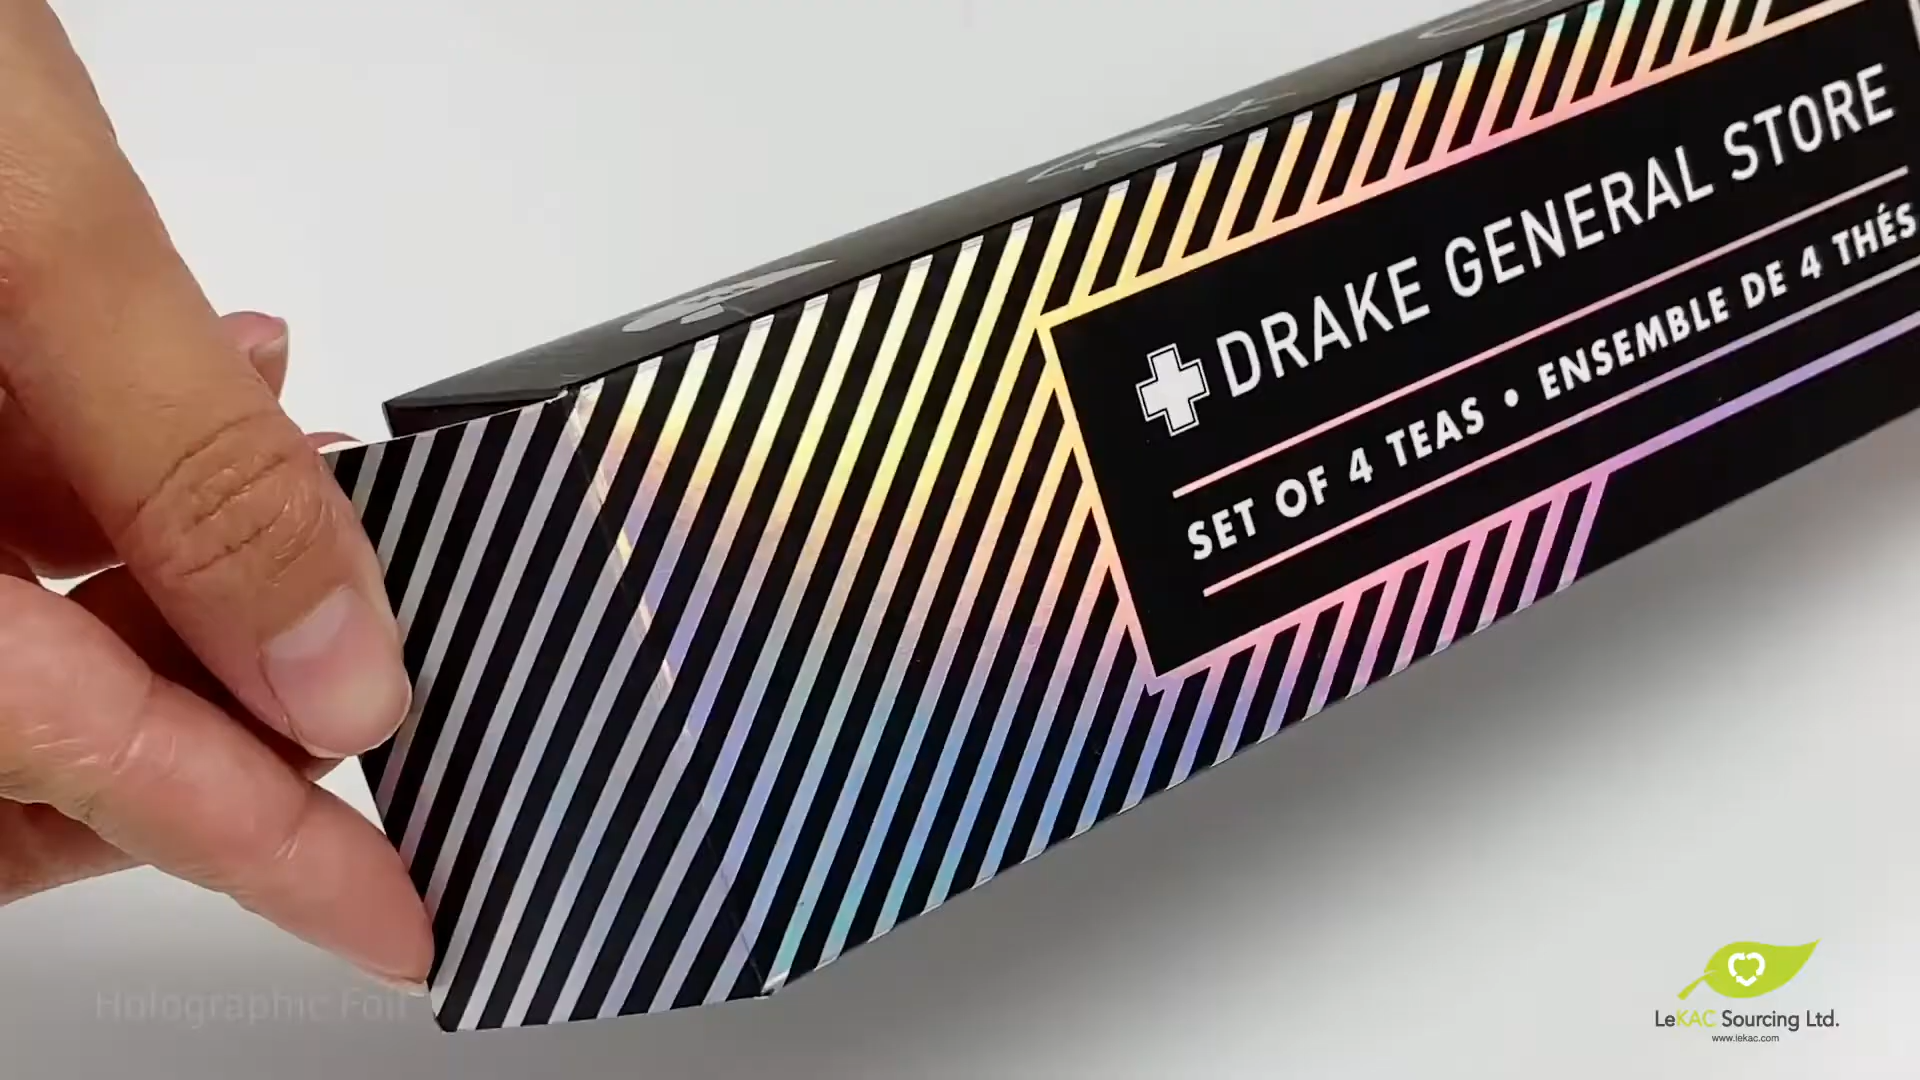 DRAKE GENERAL STORE
SET OF 4 TEAS • ENSEMBLE DE 4 THÉS
Holographic Foil
LeKAC Sourcing Ltd.
www.lekac.com